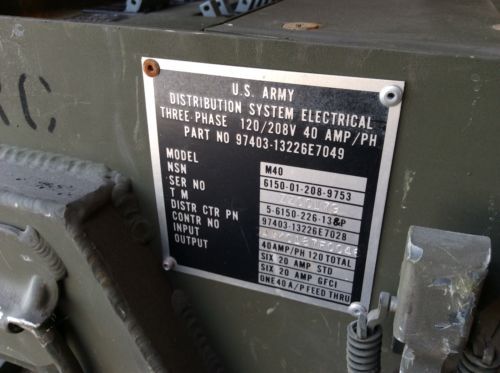 RC
U.S. ARMY
DISTRIBUTION SYSTEM ELECTRICAL
THREE-PHASE 120/208V 40 AMP/PH
PART NO 97403-13226E7049
MODEL M40
NSN 6150-01-208-9753
SER NO
T M 5-6150-226-13&P
DISTR CTR PN 97403-13226E7028
CONTR NO
INPUT 40AMP/PH 120 TOTAL
OUTPUT SIX 20 AMP STD
SIX 20 AMP GFCI
ONE 40 A/P FEED THRU